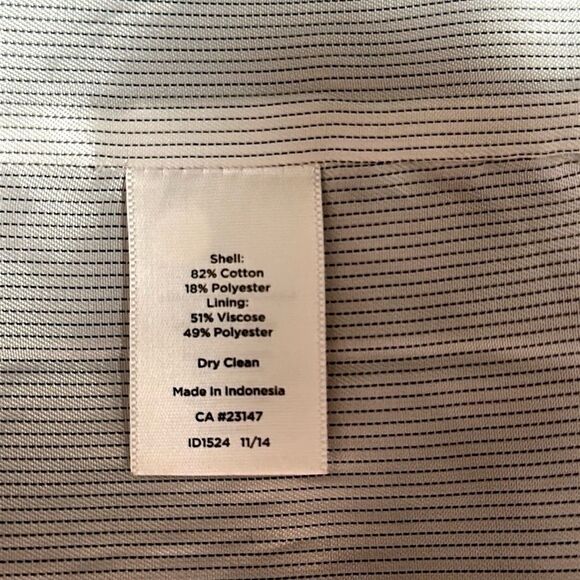 Shell:
82% Cotton
18% Polyester
Lining:
51% Viscose
49% Polyester
Dry Clean
Made In Indonesia
CA #23147
ID1524 11/14